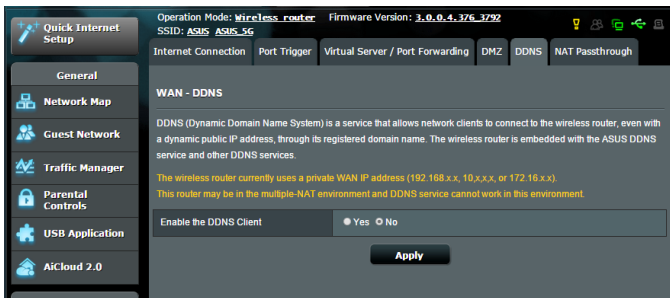 Quick Internet
Setup
Operation Mode: Wireless router Firmware Version: 3.0.0.4.376_3792
SSID: ASUS ASUS_5G
Internet Connection Port Trigger Virtual Server / Port Forwarding DMZ DDNS NAT Passthrough
General
Network Map
Guest Network
Traffic Manager
Parental
Controls
USB Application
AiCloud 2.0
WAN - DDNS
DDNS (Dynamic Domain Name System) is a service that allows network clients to connect to the wireless router, even with
a dynamic public IP address, through its registered domain name. The wireless router is embedded with the ASUS DDNS
service and other DDNS services.
The wireless router currently uses a private WAN IP address (192.168.x.x, 10,x,x,x, or 172.16.x.x).
This router may be in the multiple-NAT environment and DDNS service cannot work in this environment.
Enable the DDNS Client Yes No
Apply